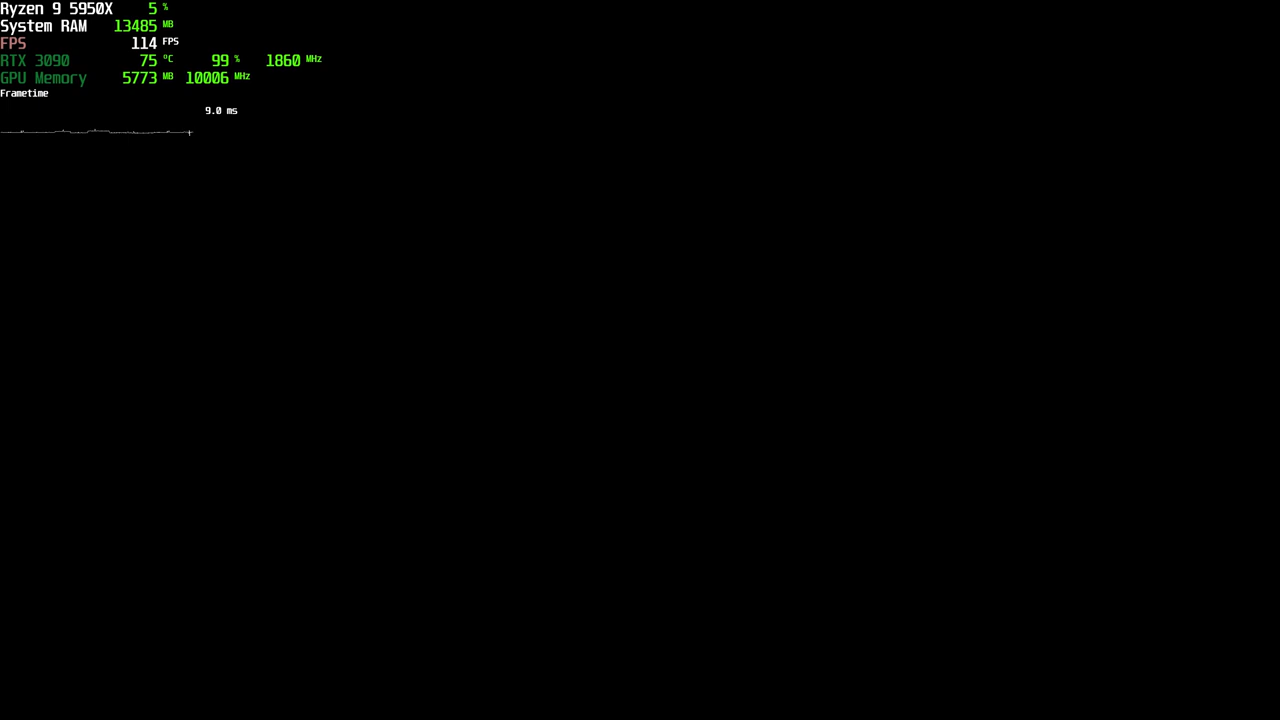 Ryzen 9 5950X 5 %
System RAM 13485 MB
FPS 114 FPS
RTX 3090 75 °C 99 % 1860 MHz
GPU Memory 5773 MB 10006 MHz
Frametime
9.0 ms